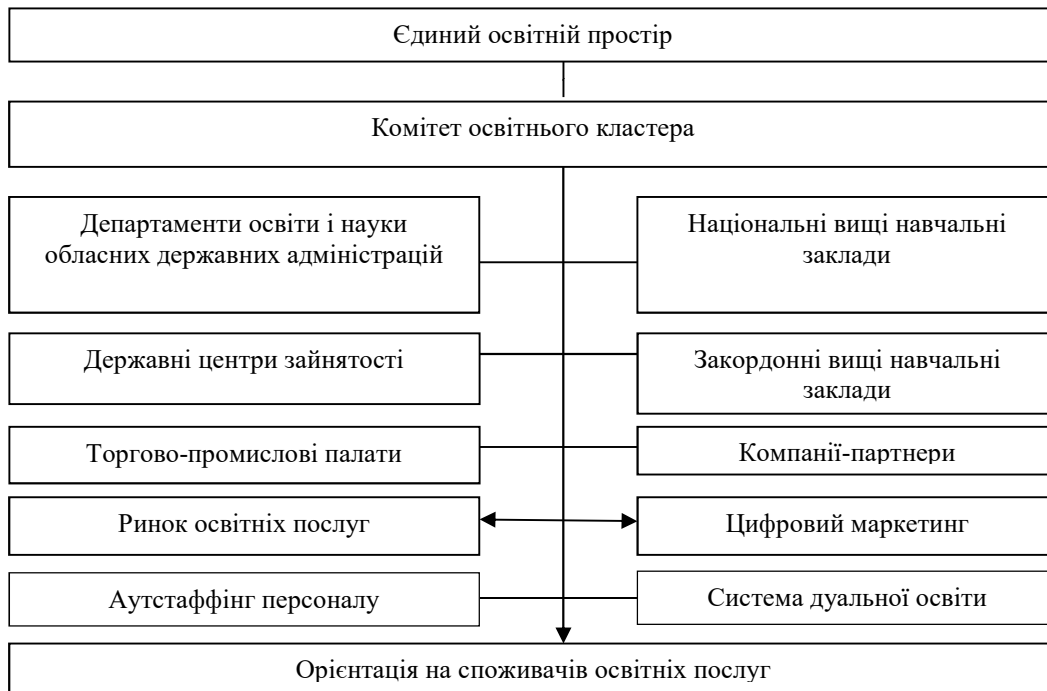 Єдиний освітній простір
Комітет освітнього кластера
Департаменти освіти і науки
обласних державних адміністрацій
Національні вищі навчальні
заклади
Державні центри зайнятості
Закордонні вищі навчальні
заклади
Торгово-промислові палати
Компанії-партнери
Ринок освітніх послуг
Цифровий маркетинг
Аутстаффінг персоналу
Система дуальної освіти
Орієнтація на споживачів освітніх послуг